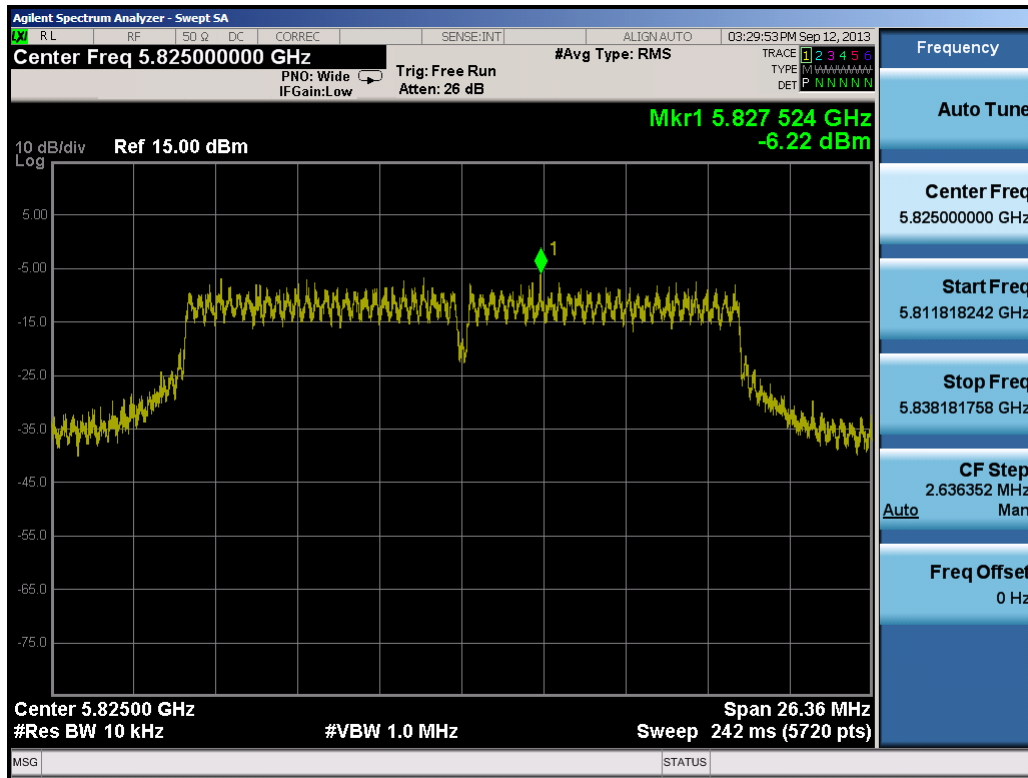 Agilent Spectrum Analyzer - Swept SA
LXI RL RF 50 Ω DC CORREC SENSE:INT ALIGN AUTO 03:29:53 PM Sep 12, 2013
Center Freq 5.825000000 GHz
PNO: Wide
IFGain:Low
Trig: Free Run
Atten: 26 dB
#Avg Type: RMS
TRACE 1 2 3 4 5 6
TYPE M W W W W W
DET P N N N N N
Mkr1 5.827 524 GHz
-6.22 dBm
10 dB/div Ref 15.00 dBm
Log
1
5.00
-5.00
-15.0
-25.0
-35.0
-45.0
-55.0
-65.0
-75.0
Center 5.82500 GHz Span 26.36 MHz
#Res BW 10 kHz #VBW 1.0 MHz Sweep 242 ms (5720 pts)
MSG STATUS
Frequency
Auto Tune
Center Freq
5.825000000 GHz
Start Freq
5.811818242 GHz
Stop Freq
5.838181758 GHz
CF Step
2.636352 MHz
Auto Man
Freq Offset
0 Hz